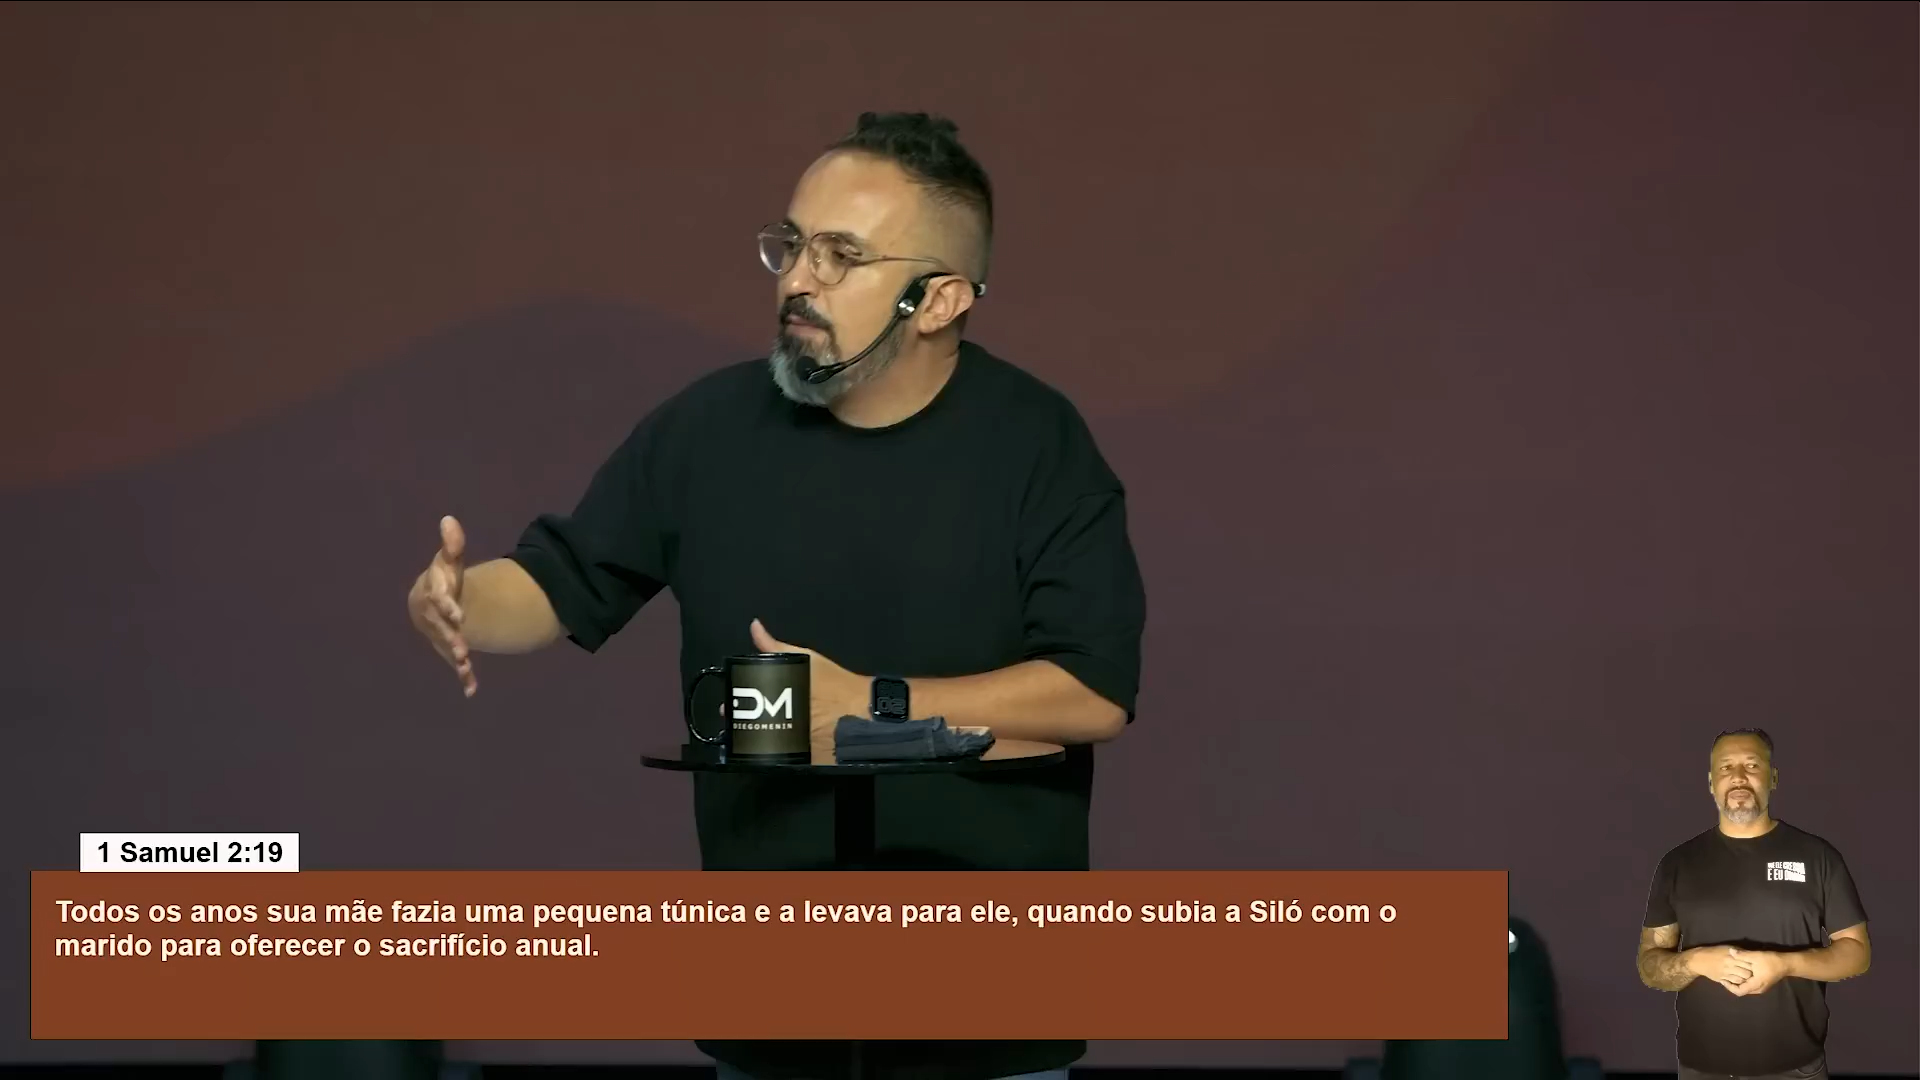 DM
DIEGOMENIN
1 Samuel 2:19
Todos os anos sua mãe fazia uma pequena túnica e a levava para ele, quando subia a Siló com o
marido para oferecer o sacrifício anual.
E EU